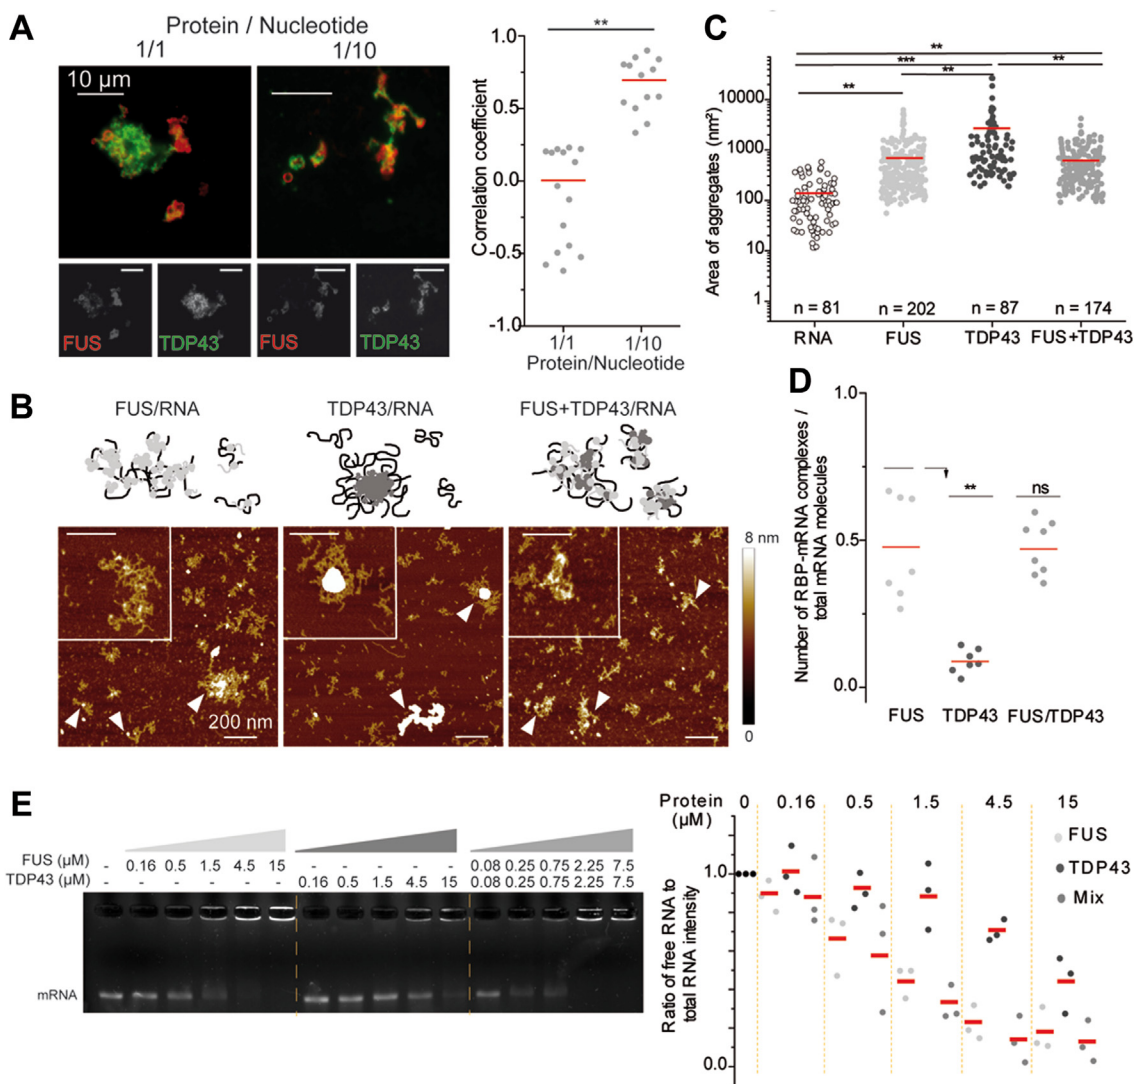 A
Protein / Nucleotide
1/1
1/10
10 µm
FUS
TDP43
FUS
TDP43
**
1.0
0.5
0.0
-0.5
-1.0
Correlation coefficient
1/1
1/10
Protein/Nucleotide
C
**
***
**
**
**
10000
1000
100
10
1
Area of aggregates (nm²)
n = 81
n = 202
n = 87
n = 174
RNA
FUS
TDP43
FUS+TDP43
B
FUS/RNA
TDP43/RNA
FUS+TDP43/RNA
200 nm
8 nm
0
D
1.0
0.5
0.0
Number of RBP-mRNA complexes /
total mRNA molecules
**
ns
FUS
TDP43
FUS/TDP43
E
FUS (µM) - 0.16 0.5 1.5 4.5 15 - - - - - 0.08 0.25 0.75 2.25 7.5
TDP43 (µM) - - - - - - 0.16 0.5 1.5 4.5 15 0.08 0.25 0.75 2.25 7.5
mRNA
Protein
(µM)
0 0.16 0.5 1.5 4.5 15
1.0
0.0
Ratio of free RNA to
total RNA intensity
FUS
TDP43
Mix